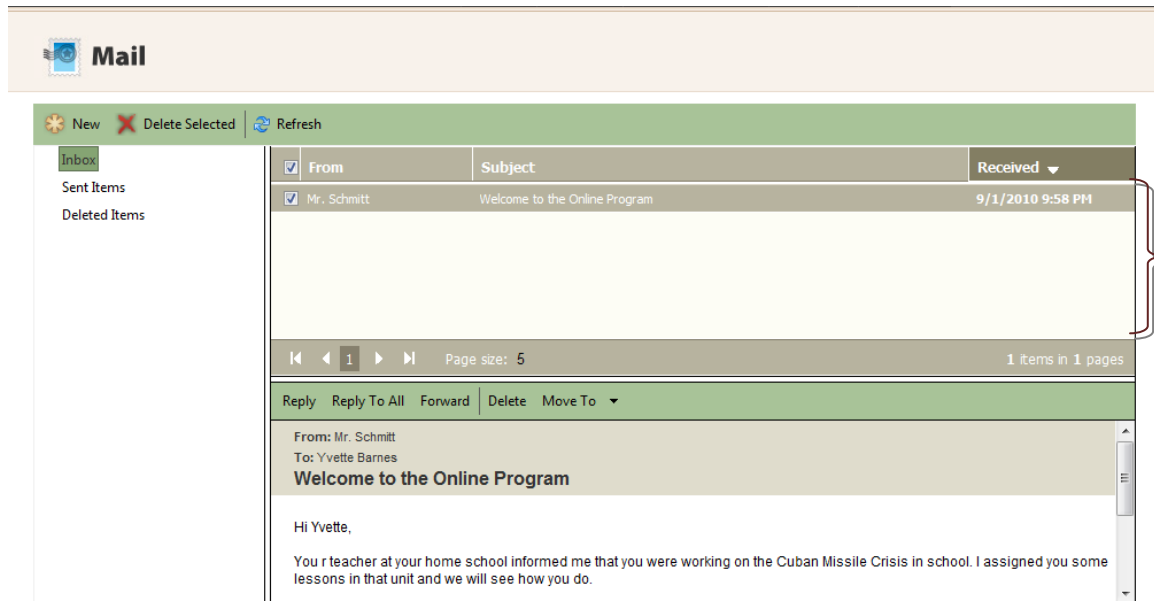 Mail
New Delete Selected Refresh
Inbox
Sent Items
Deleted Items
From Subject Received
Mr. Schmitt Welcome to the Online Program 9/1/2010 9:58 PM
1 Page size: 5 1 items in 1 pages
Reply Reply To All Forward Delete Move To
From: Mr. Schmitt
To: Yvette Barnes
Welcome to the Online Program
Hi Yvette,
You r teacher at your home school informed me that you were working on the Cuban Missile Crisis in school. I assigned you some
lessons in that unit and we will see how you do.